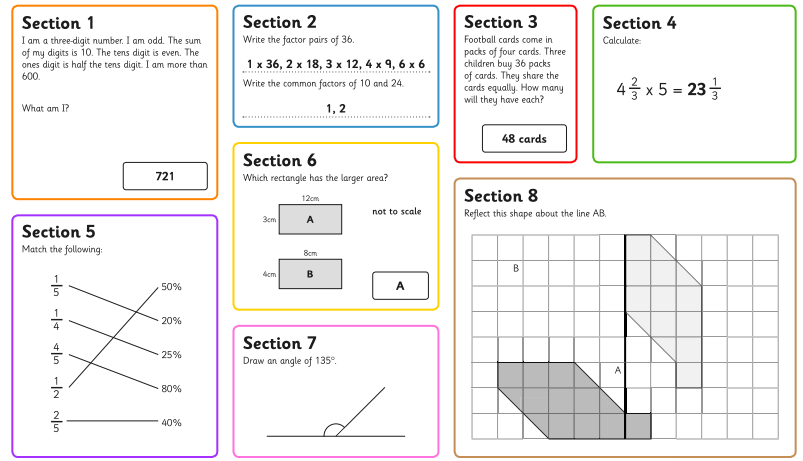 Section 1
I am a three-digit number. I am odd. The sum
of my digits is 10. The tens digit is even. The
ones digit is half the tens digit. I am more than
600.
What am I?
721
Section 2
Write the factor pairs of 36.
1 x 36, 2 x 18, 3 x 12, 4 x 9, 6 x 6
Write the common factors of 10 and 24.
1, 2
Section 3
Football cards come in
packs of four cards. Three
children buy 36 packs
of cards. They share the
cards equally. How many
will they have each?
48 cards
Section 4
Calculate:
4 2/3 x 5 = 23 1/3
Section 5
Match the following:
1/5
50%
1/4
20%
4/5
25%
1/2
80%
2/5
40%
Section 6
Which rectangle has the larger area?
12cm
3cm
A
not to scale
8cm
4cm
B
A
Section 7
Draw an angle of 135°.
Section 8
Reflect this shape about the line AB.
B
A